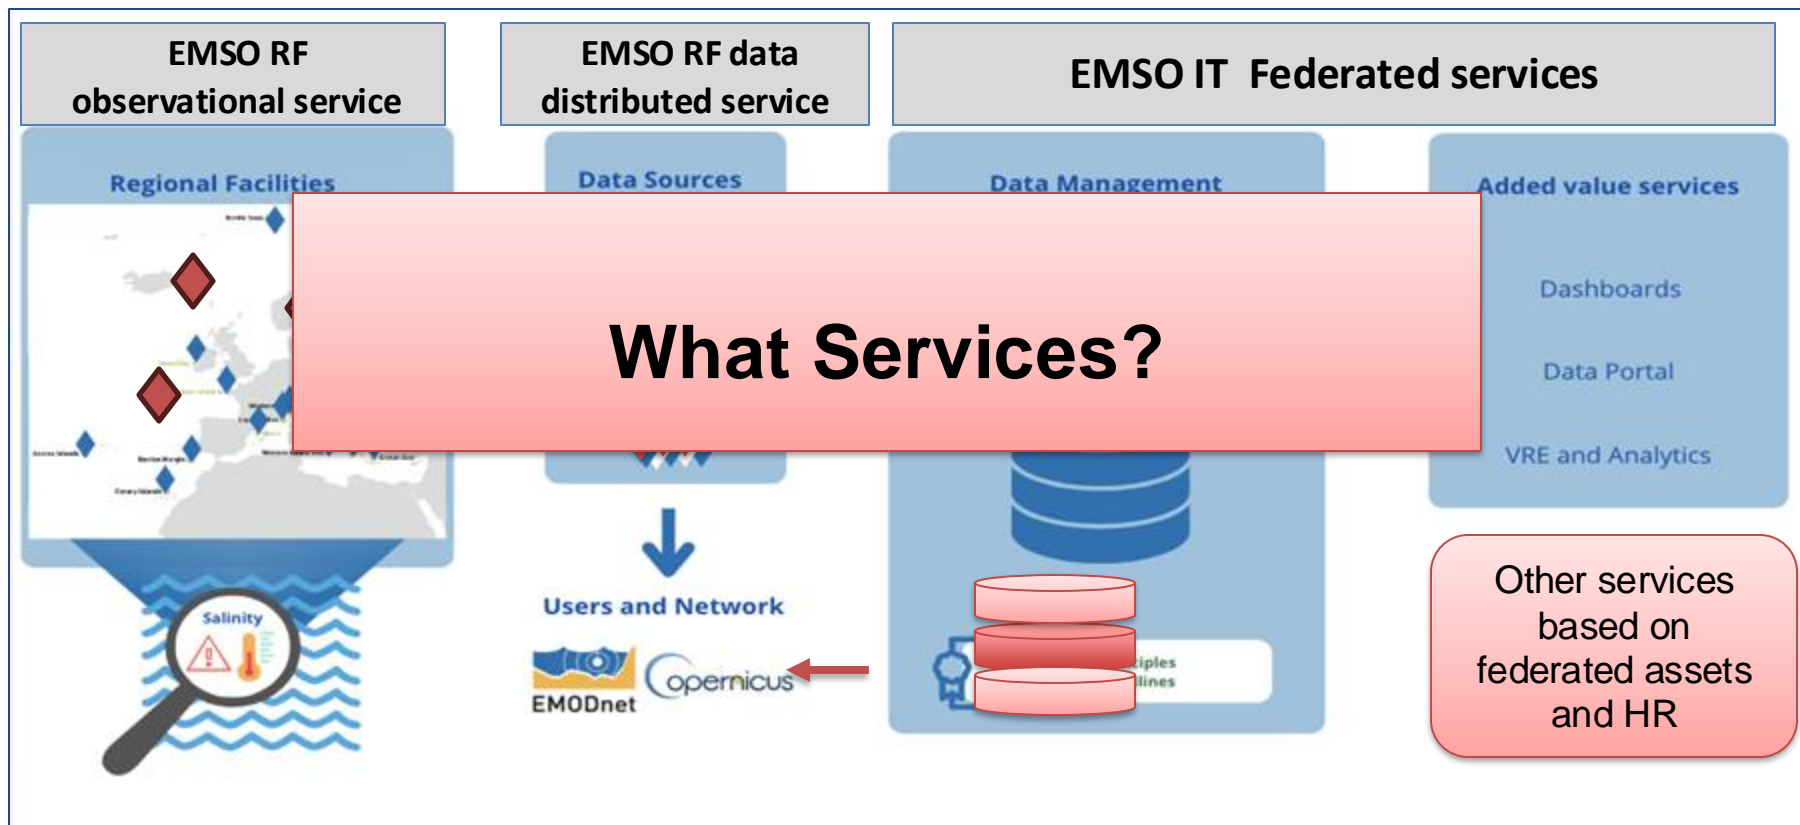 EMSO RF
observational service
EMSO RF data
distributed service
EMSO IT Federated services
Regional Facilities
Data Sources
Data Management
Added value services
What Services?
Dashboards
Data Portal
VRE and Analytics
Salinity
Users and Network
EMODnet
Copernicus
Other services
based on
federated assets
and HR